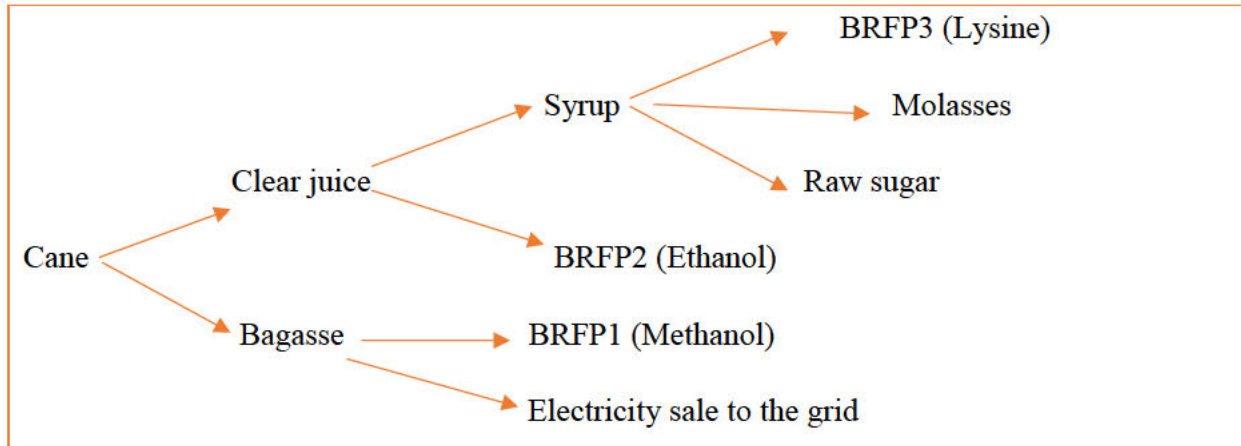 BRFP3 (Lysine)
Syrup
Molasses
Clear juice
Raw sugar
Cane
BRFP2 (Ethanol)
Bagasse
BRFP1 (Methanol)
Electricity sale to the grid